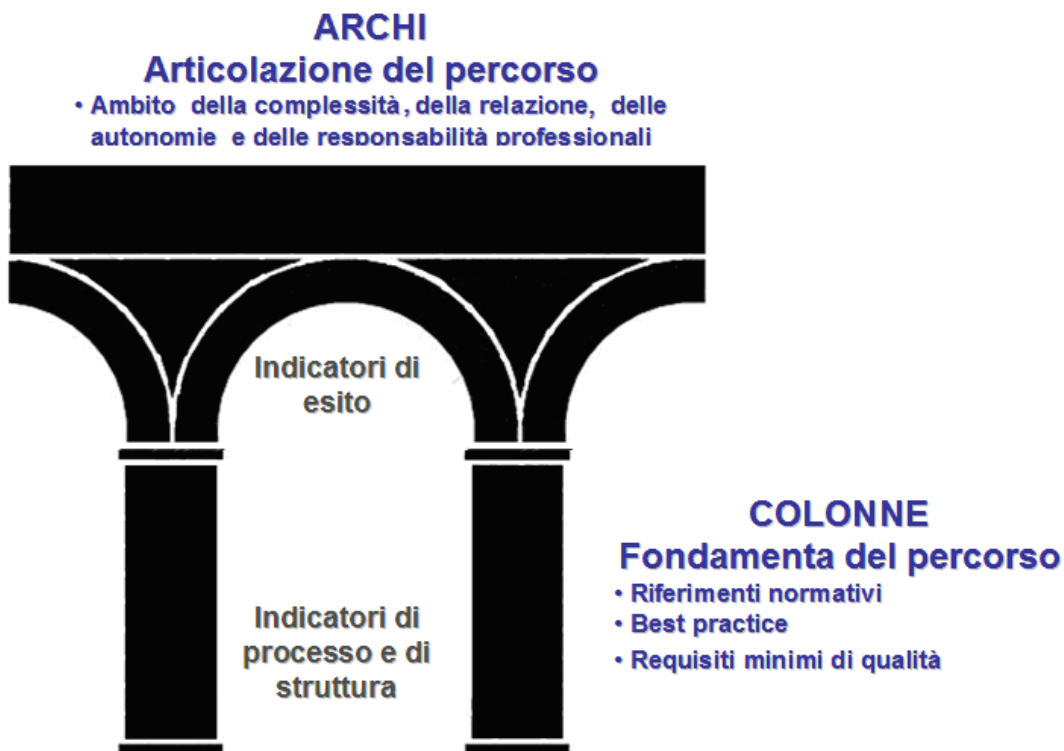 ARCHI
Articolazione del percorso
• Ambito della complessità, della relazione, delle
autonomie e delle responsabilità professionali
Indicatori di
esito
COLONNE
Fondamenta del percorso
• Riferimenti normativi
• Best practice
• Requisiti minimi di qualità
Indicatori di
processo e di
struttura